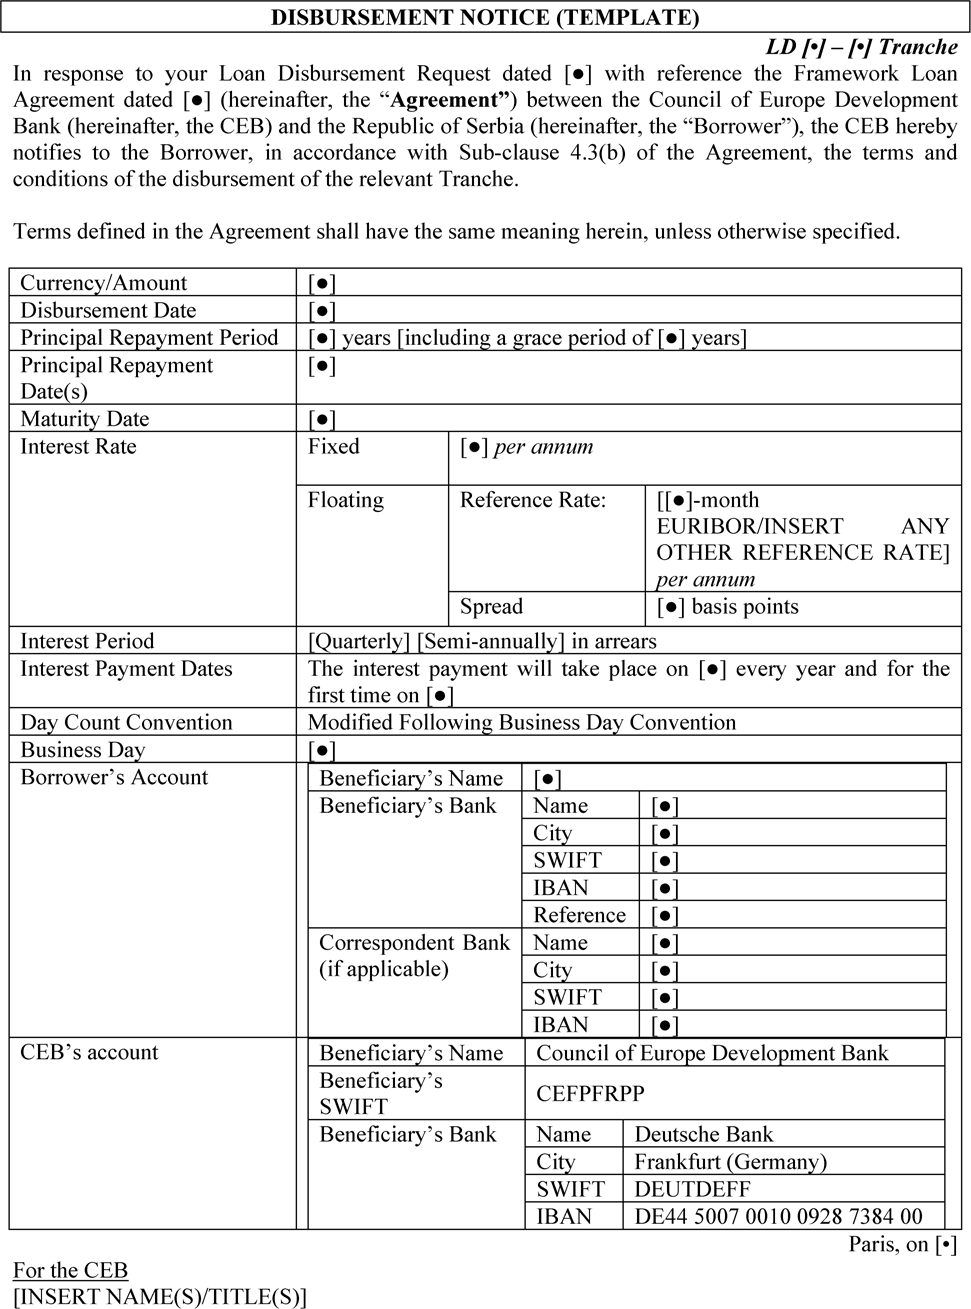 DISBURSEMENT NOTICE (TEMPLATE)
LD [•] – [•] Tranche
In response to your Loan Disbursement Request dated [●] with reference the Framework Loan
Agreement dated [●] (hereinafter, the “Agreement”) between the Council of Europe Development
Bank (hereinafter, the CEB) and the Republic of Serbia (hereinafter, the “Borrower”), the CEB hereby
notifies to the Borrower, in accordance with Sub-clause 4.3(b) of the Agreement, the terms and
conditions of the disbursement of the relevant Tranche.
Terms defined in the Agreement shall have the same meaning herein, unless otherwise specified.
Currency/Amount [●]
Disbursement Date [●]
Principal Repayment Period [●] years [including a grace period of [●] years]
Principal Repayment [●]
Date(s)
Maturity Date [●]
Interest Rate Fixed [●] per annum
Floating Reference Rate: [[●]-month
EURIBOR/INSERT ANY
OTHER REFERENCE RATE]
per annum
Spread [●] basis points
Interest Period [Quarterly] [Semi-annually] in arrears
Interest Payment Dates The interest payment will take place on [●] every year and for the
first time on [●]
Day Count Convention Modified Following Business Day Convention
Business Day [●]
Borrower’s Account Beneficiary’s Name [●]
Beneficiary’s Bank Name [●]
City [●]
SWIFT [●]
IBAN [●]
Reference [●]
Correspondent Bank Name [●]
(if applicable) City [●]
SWIFT [●]
IBAN [●]
CEB’s account Beneficiary’s Name Council of Europe Development Bank
Beneficiary’s
SWIFT CEFPFRPP
Beneficiary’s Bank Name Deutsche Bank
City Frankfurt (Germany)
SWIFT DEUTDEFF
IBAN DE44 5007 0010 0928 7384 00
Paris, on [•]
For the CEB
[INSERT NAME(S)/TITLE(S)]